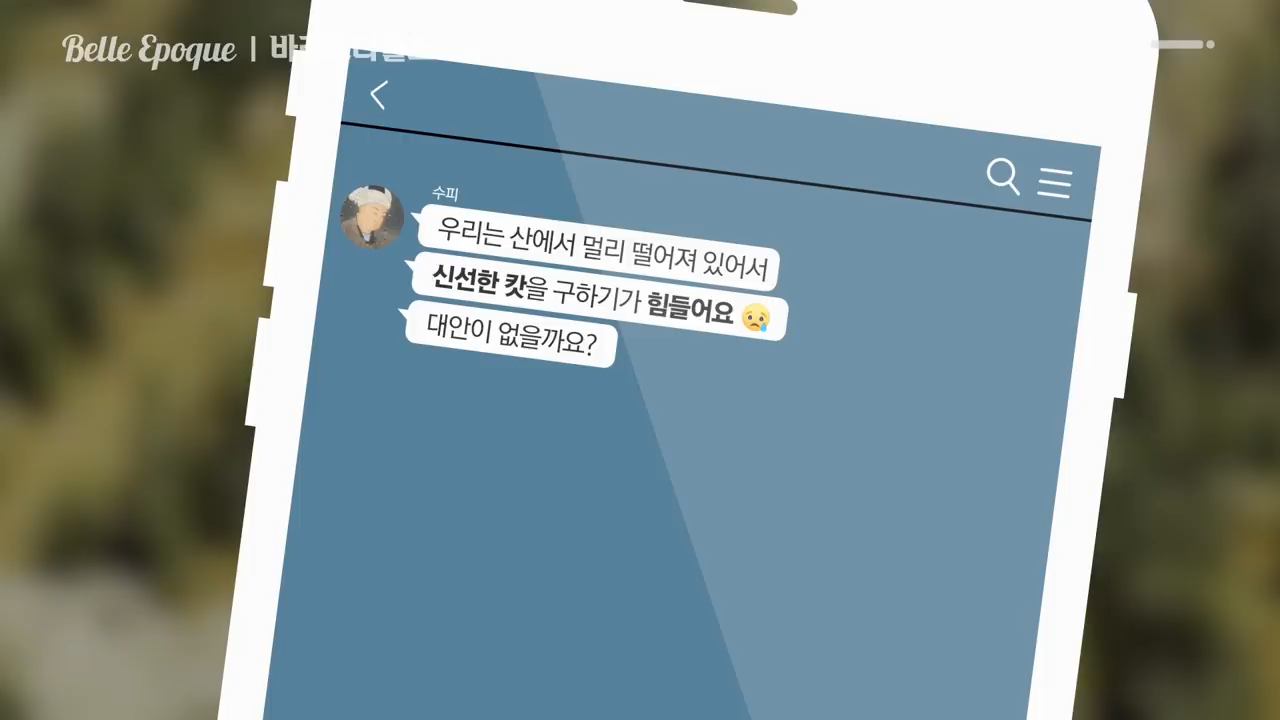 Belle Epoque |
수피
우리는 산에서 멀리 떨어져 있어서
신선한 캇을 구하기가 힘들어요 😢
대안이 없을까요?